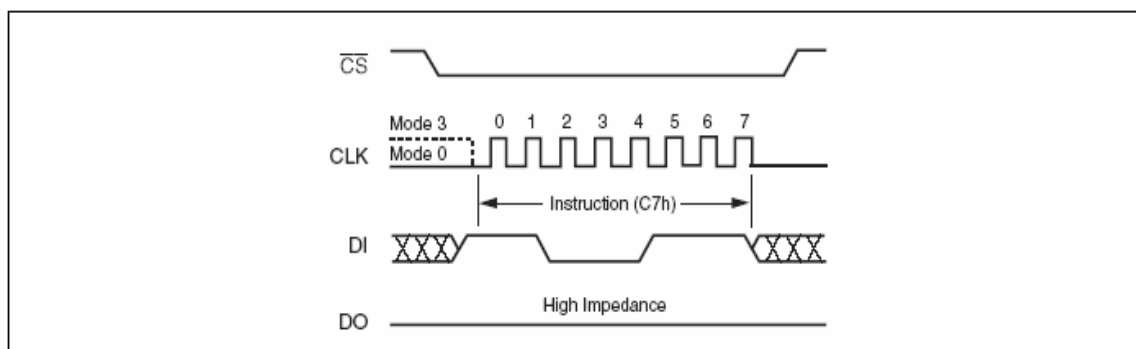 CS
Mode 3
0 1 2 3 4 5 6 7
CLK
Mode 0
Instruction (C7h)
DI
High Impedance
DO